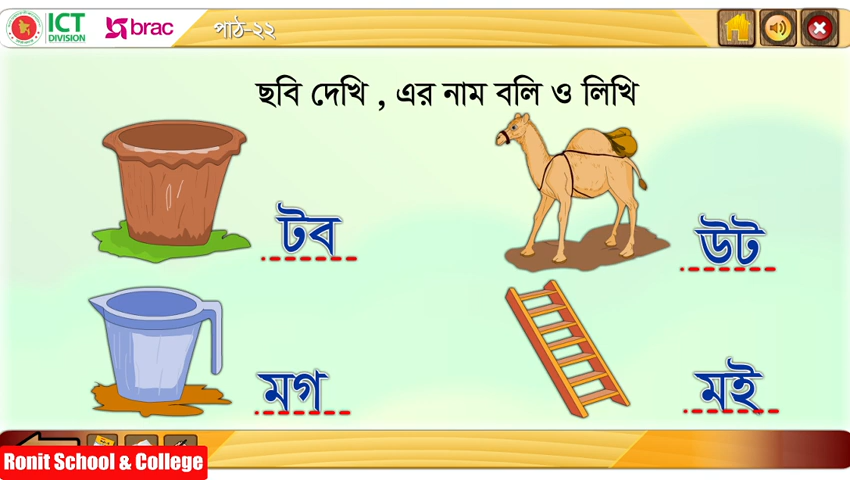 ICT
DIVISION
brac
পাঠ-২২
ছবি দেখি , এর নাম বলি ও লিখি
টব
উট
মগ
মই
Ronit School & College